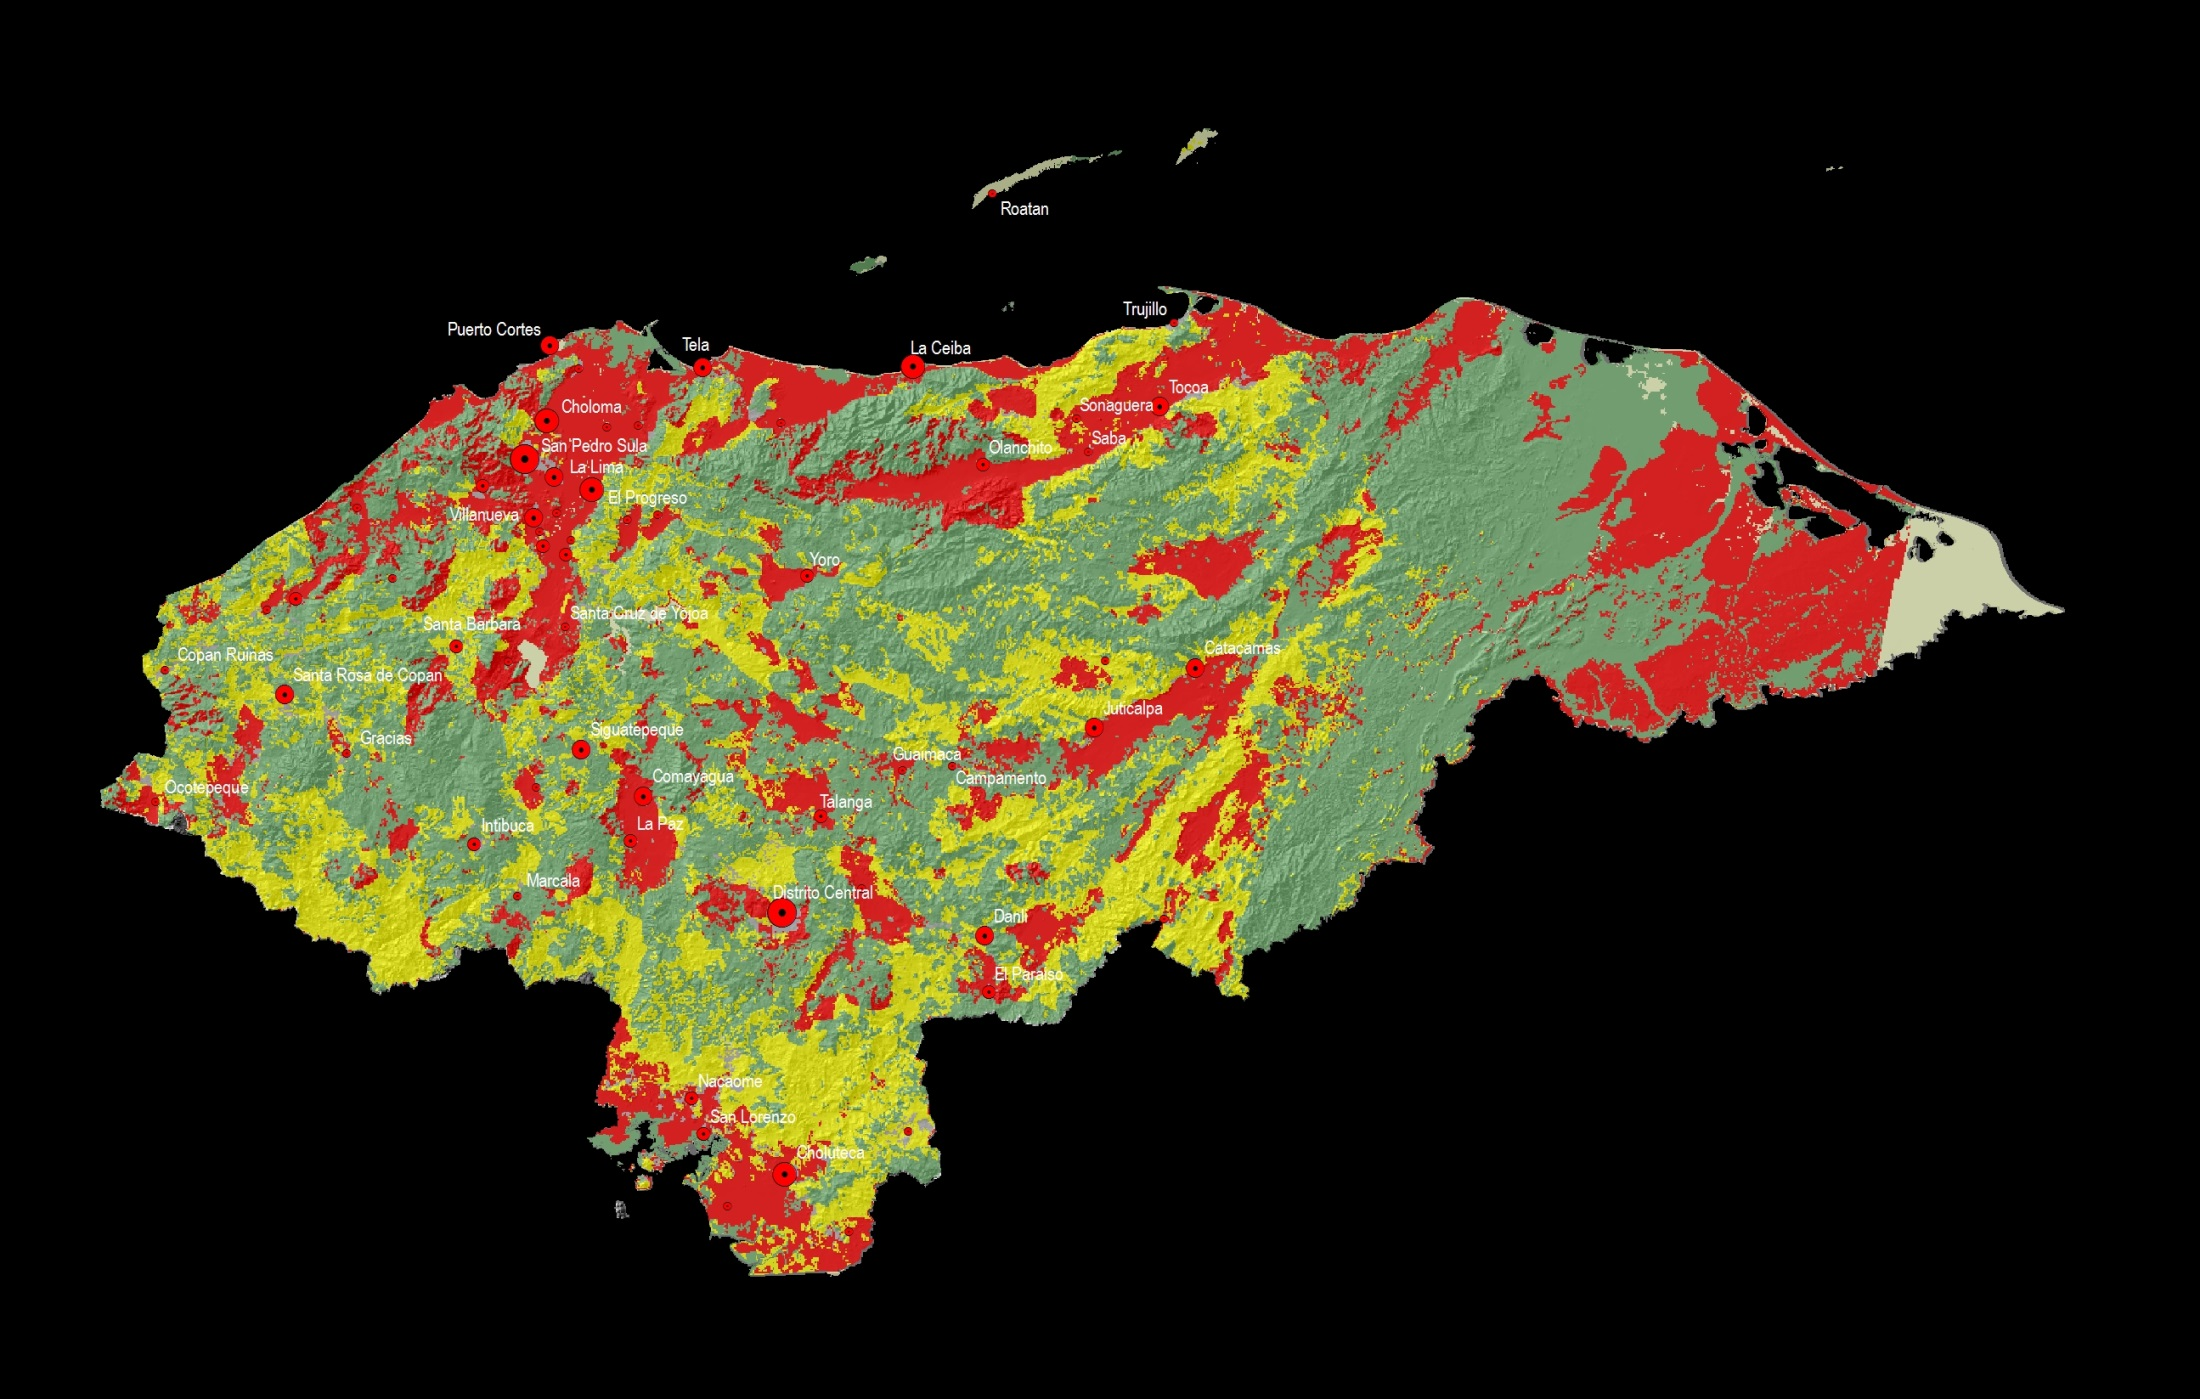 Roatan
Trujillo
Puerto Cortes
Tela
La Ceiba
Tocoa
Choloma
Sonaguera
San Pedro Sula
Saba
Olanchito
La Lima
El Progreso
Villanueva
Yoro
Santa Cruz de Yojoa
Santa Barbara
Catacamas
Copan Ruinas
Santa Rosa de Copan
Juticalpa
Siguatepeque
Gracias
Guaimaca
Comayagua
Campamento
Ocotepeque
Talanga
La Paz
Intibuca
Marcala
Distrito Central
Danli
El Paraiso
Nacaome
San Lorenzo
Choluteca